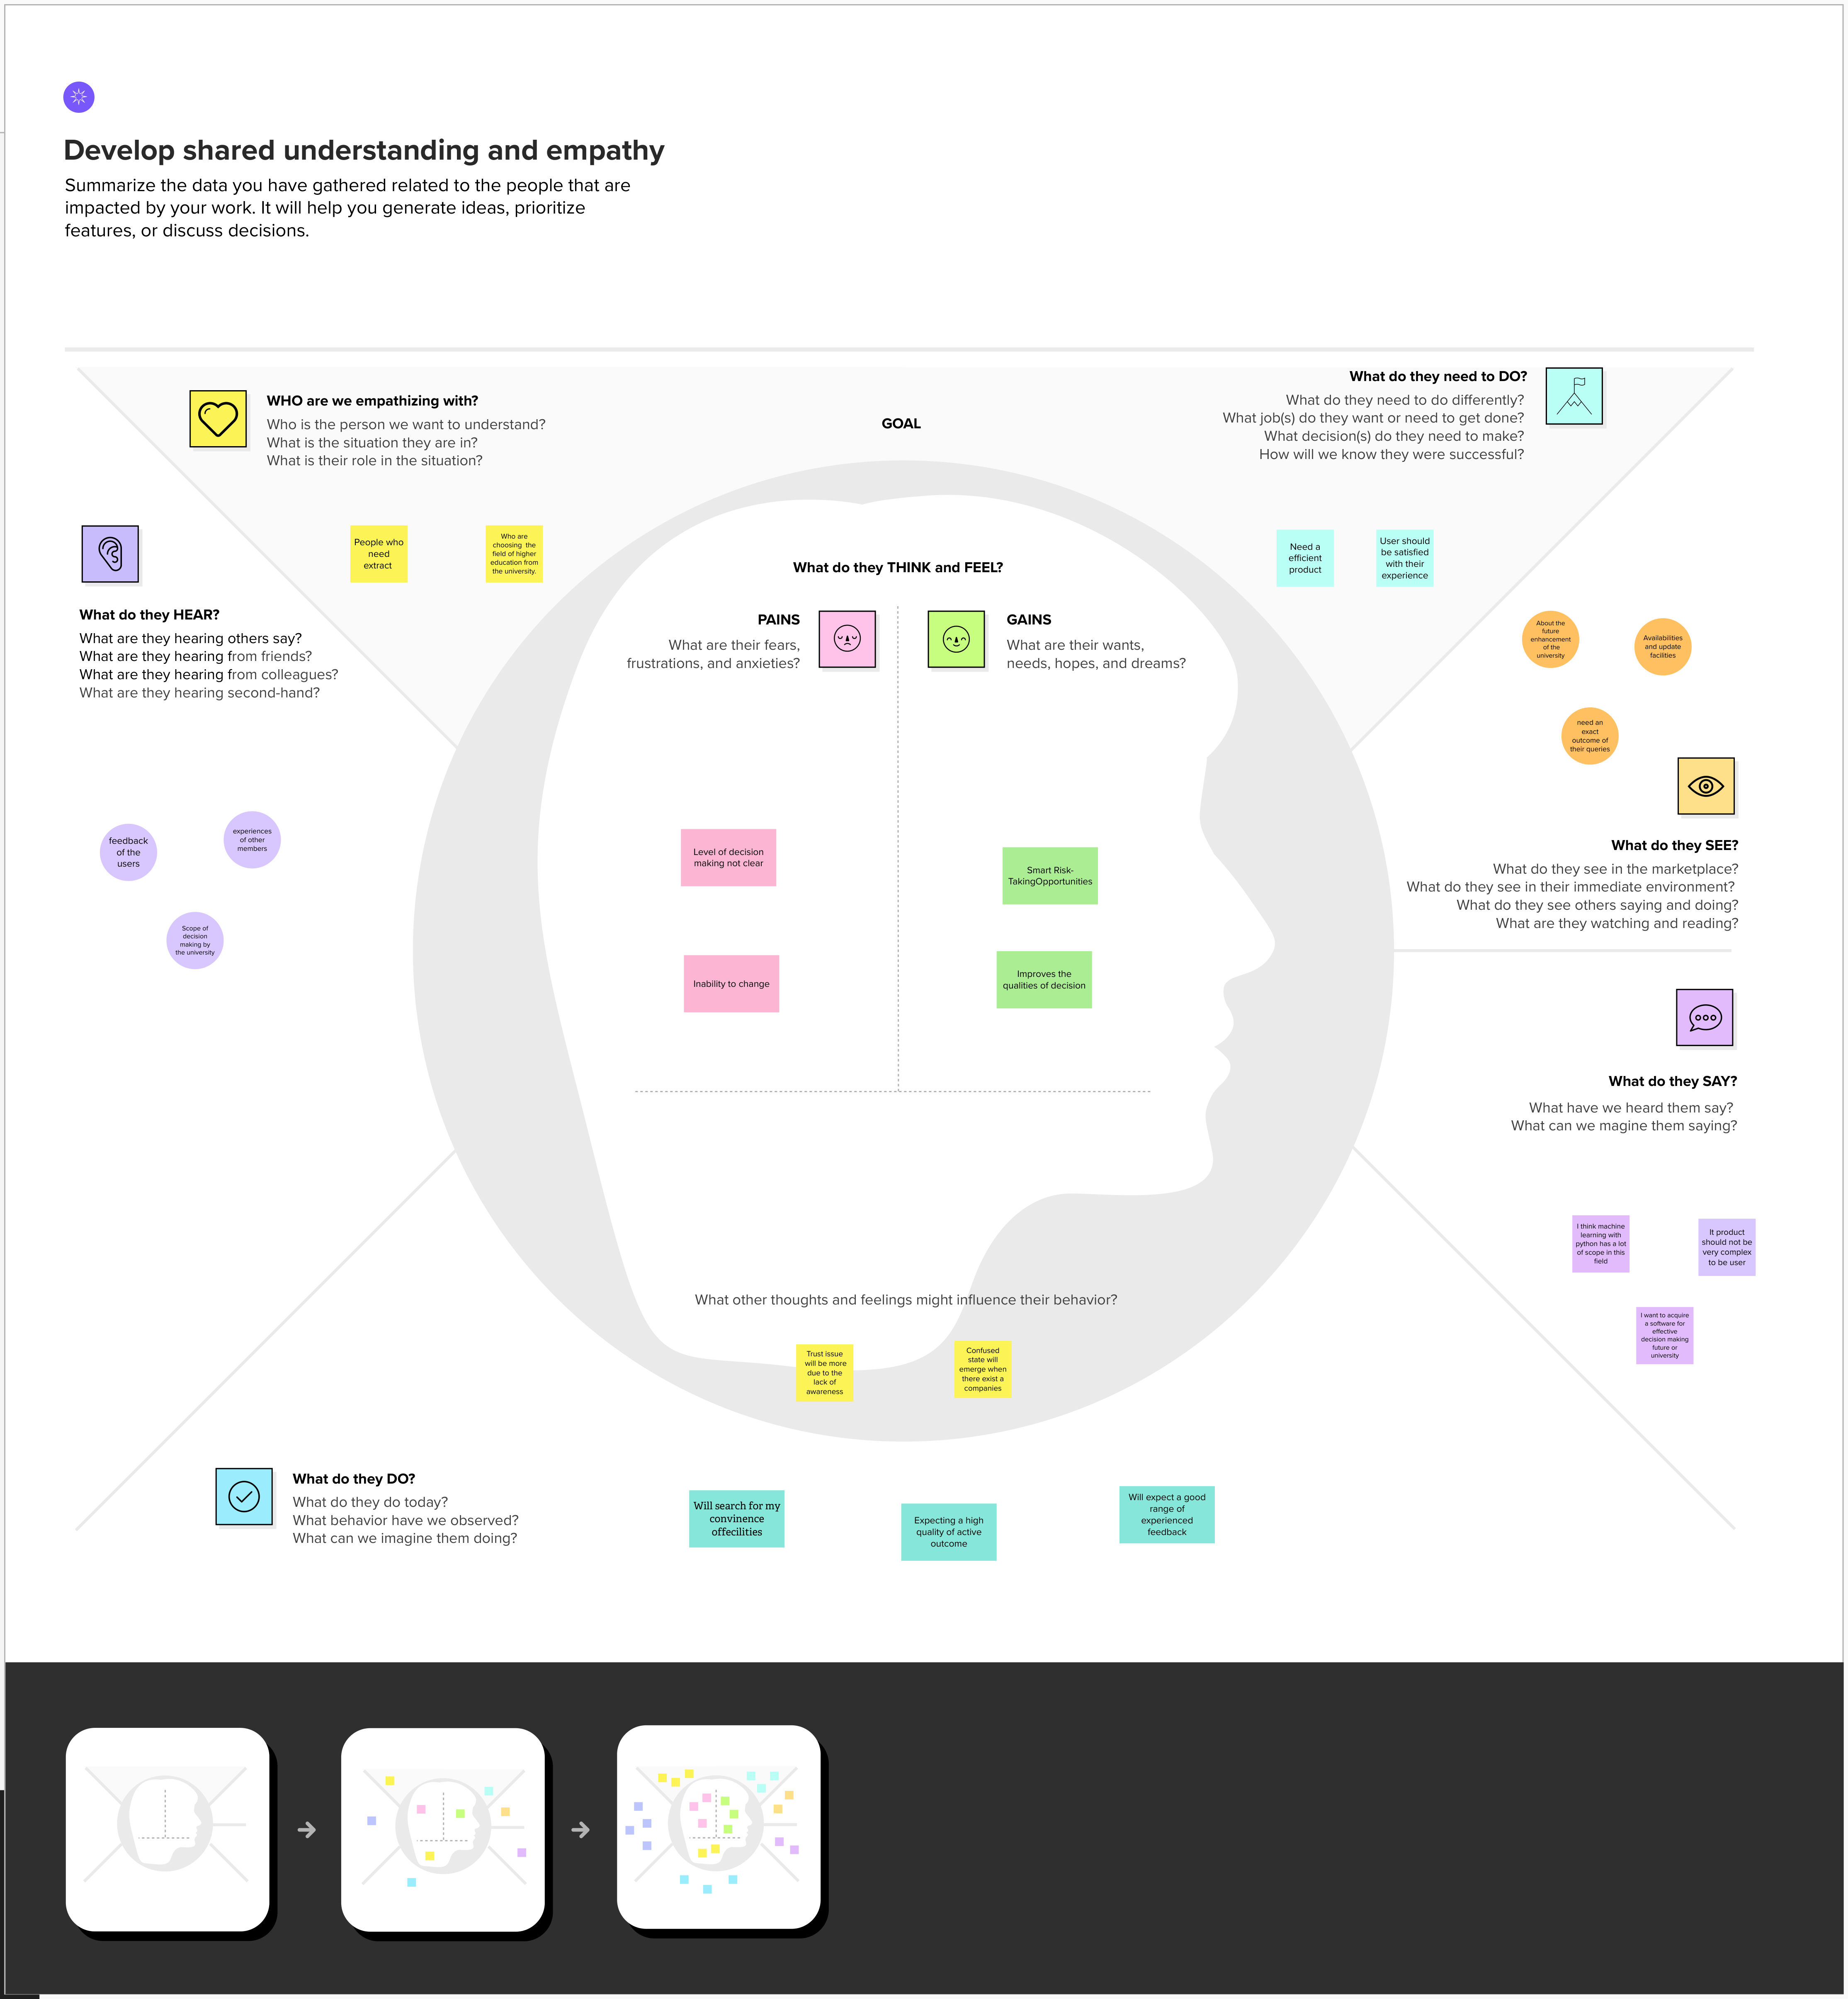 Develop shared understanding and empathy
Summarize the data you have gathered related to the people that are
impacted by your work. It will help you generate ideas, prioritize
features, or discuss decisions.
WHO are we empathizing with?
Who is the person we want to understand?
What is the situation they are in?
What is their role in the situation?
GOAL
What do they need to DO?
What do they need to do differently?
What job(s) do they want or need to get done?
What decision(s) do they need to make?
How will we know they were successful?
People who
need
extract
Who are
choosing the
field of higher
education from
the university.
Need a
efficient
product
User should
be satisfied
with their
experience
What do they HEAR?
What are they hearing others say?
What are they hearing from friends?
What are they hearing from colleagues?
What are they hearing second-hand?
feedback
of the
users
experiences
of other
members
Scope of
decision
making by
the university
What do they THINK and FEEL?
PAINS
What are their fears,
frustrations, and anxieties?
GAINS
What are their wants,
needs, hopes, and dreams?
Level of decision
making not clear
Inability to change
Smart Risk-
TakingOpportunities
Improves the
qualities of decision
About the
future
enhancement
of the
university
Availabilities
and update
facilities
need an
exact
outcome of
their queries
What do they SEE?
What do they see in the marketplace?
What do they see in their immediate environment?
What do they see others saying and doing?
What are they watching and reading?
What do they SAY?
What have we heard them say?
What can we magine them saying?
I think machine
learning with
python has a lot
of scope in this
field
It product
should not be
very complex
to be user
I want to acquire
a software for
effective
decision making
future or
university
What other thoughts and feelings might influence their behavior?
Trust issue
will be more
due to the
lack of
awareness
Confused
state will
emerge when
there exist a
companies
What do they DO?
What do they do today?
What behavior have we observed?
What can we imagine them doing?
Will search for my
convinence
offecilities
Expecting a high
quality of active
outcome
Will expect a good
range of
experienced
feedback